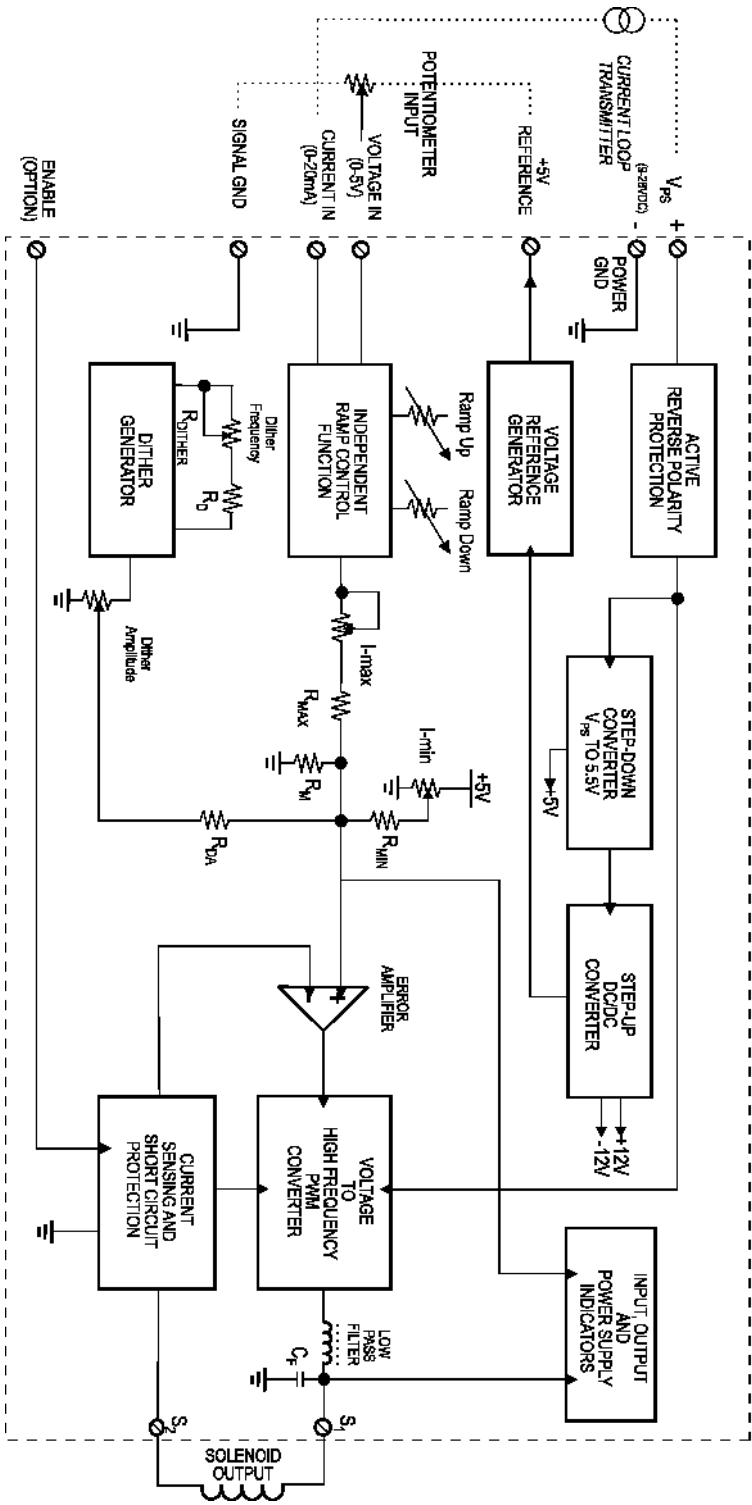 CURRENT LOOP
TRANSMITTER
V_PS
+
(9-28VDC)
-
POWER
GND
+5V
REFERENCE
POTENTIOMETER
INPUT
VOLTAGE IN
(0-5V)
CURRENT IN
(0-20mA)
SIGNAL GND
ENABLE
(OPTION)
ACTIVE
REVERSE POLARITY
PROTECTION
STEP-DOWN
CONVERTER
V_PS TO 5.5V
+5V
STEP-UP
DC/DC
CONVERTER
+12V
-12V
INPUT, OUTPUT
AND
POWER SUPPLY
INDICATORS
VOLTAGE
REFERENCE
GENERATOR
Ramp Up
Ramp Down
INDEPENDENT
RAMP CONTROL
FUNCTION
I-max
R_MAX
R_M
I-min
+5V
R_MIN
R_DA
ERROR
AMPLIFIER
+
-
VOLTAGE
TO
HIGH FREQUENCY
PWM
CONVERTER
LOW
PASS
FILTER
C_F
S_1
SOLENOID
OUTPUT
S_2
Dither
Frequency
R_DITHER
R_D
DITHER
GENERATOR
Dither
Amplitude
CURRENT
SENSING AND
SHORT CIRCUIT
PROTECTION